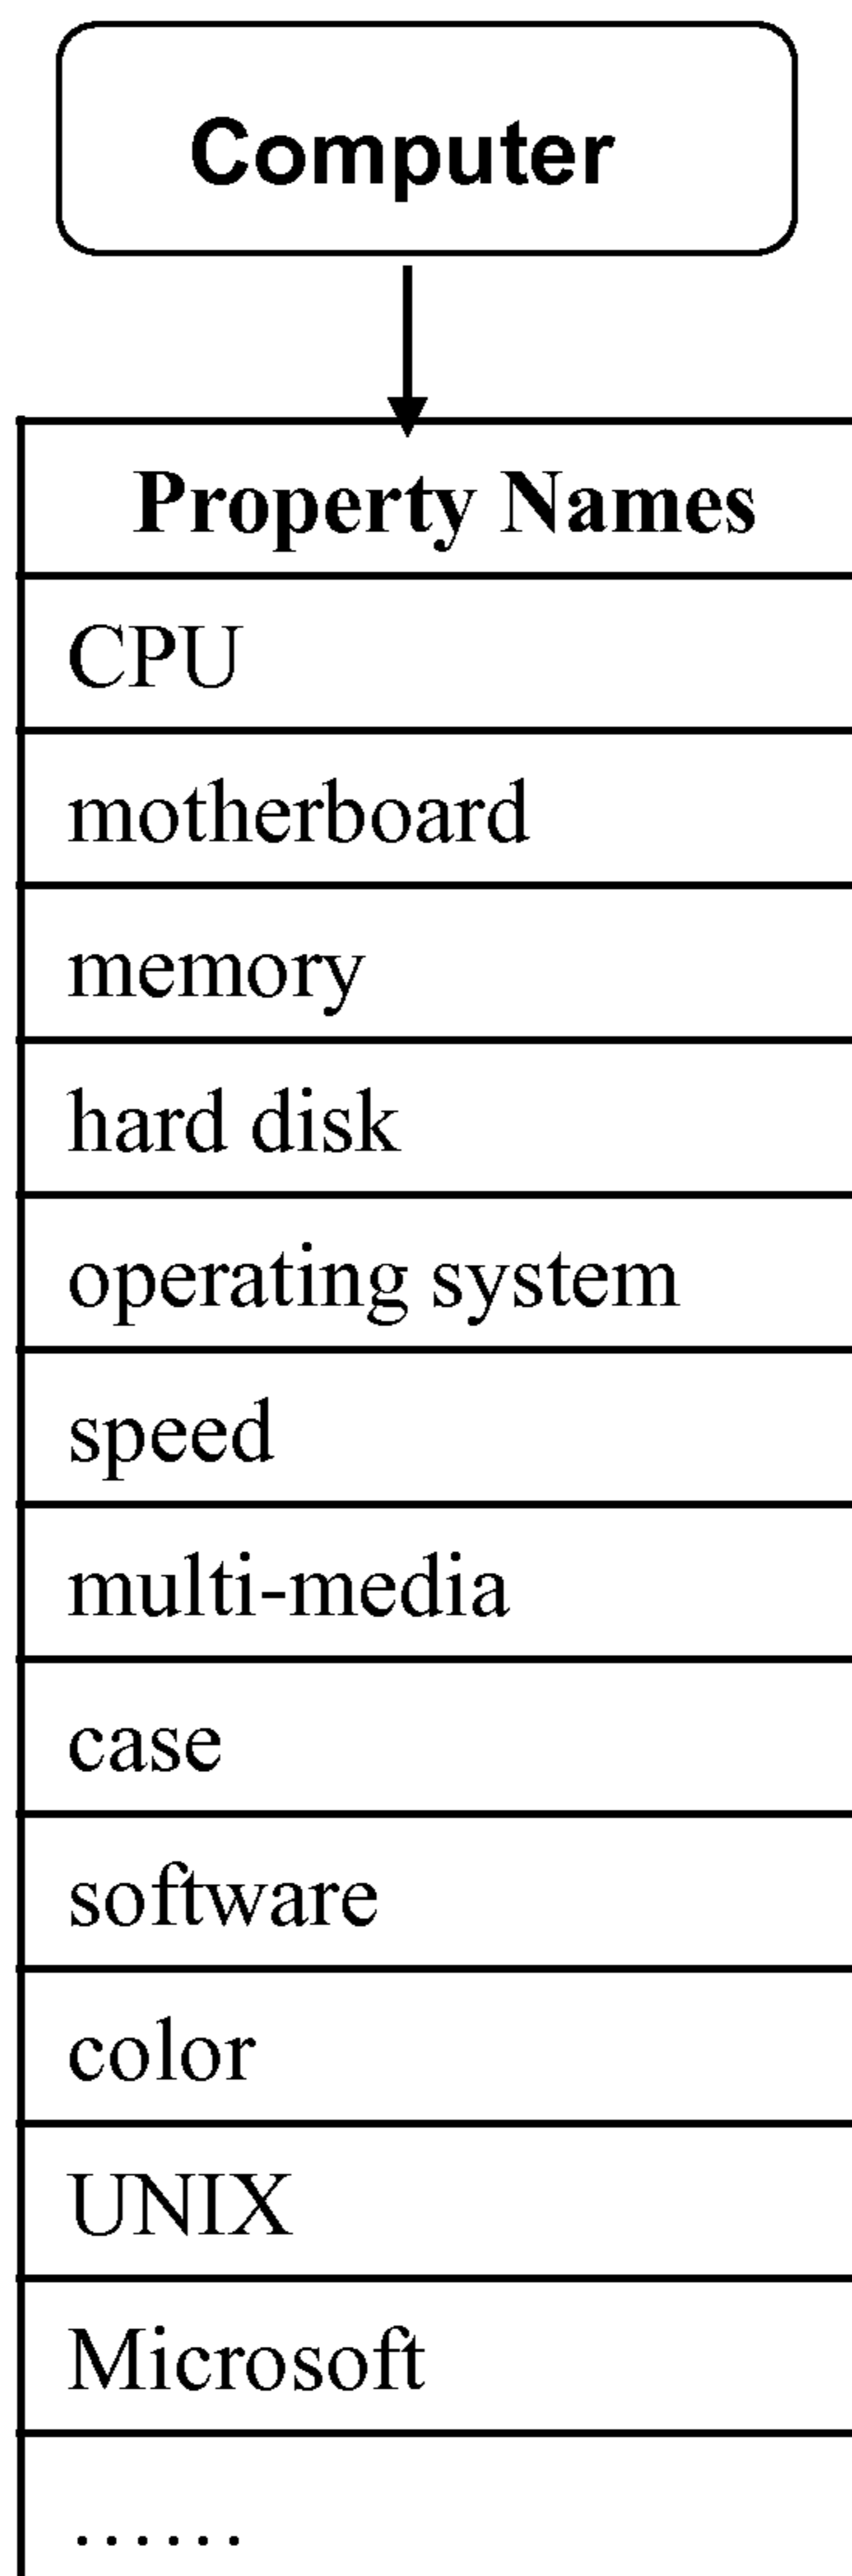 Computer
Property Names
CPU
motherboard
memory
hard disk
operating system
speed
multi-media
case
software
color
UNIX
Microsoft
......